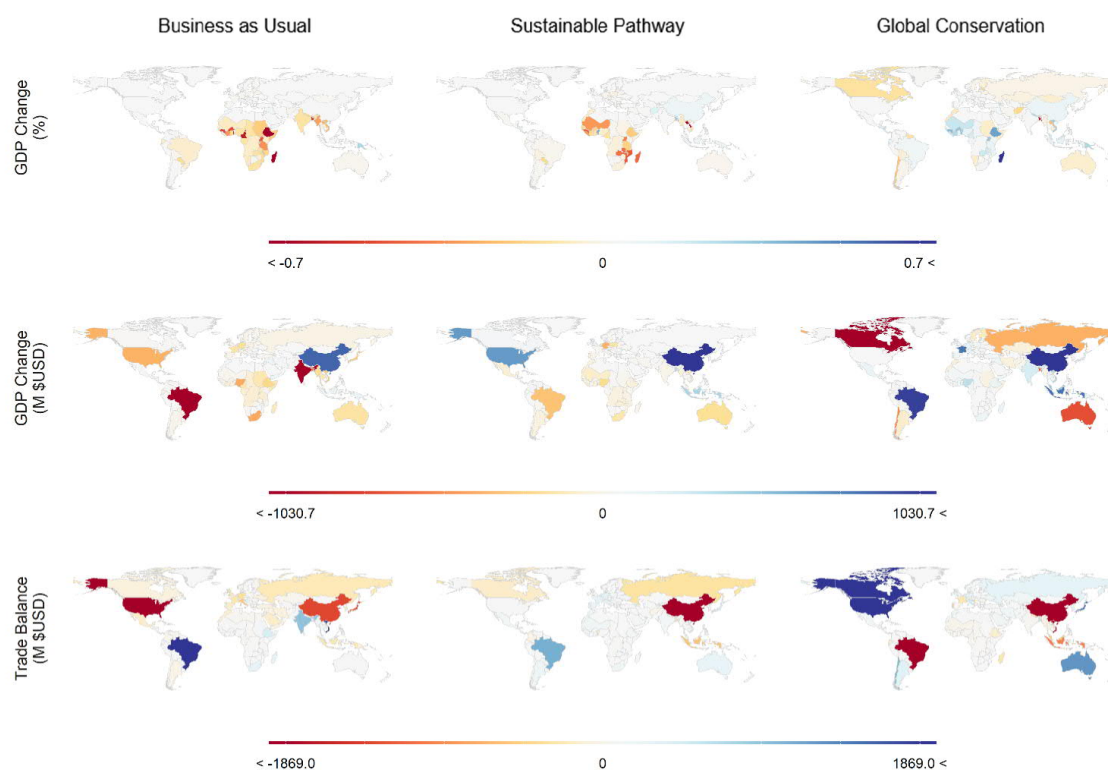 Business as Usual
Sustainable Pathway
Global Conservation
GDP Change
(%)
< -0.7
0
0.7 <
GDP Change
(M $USD)
< -1030.7
0
1030.7 <
Trade Balance
(M $USD)
< -1869.0
0
1869.0 <